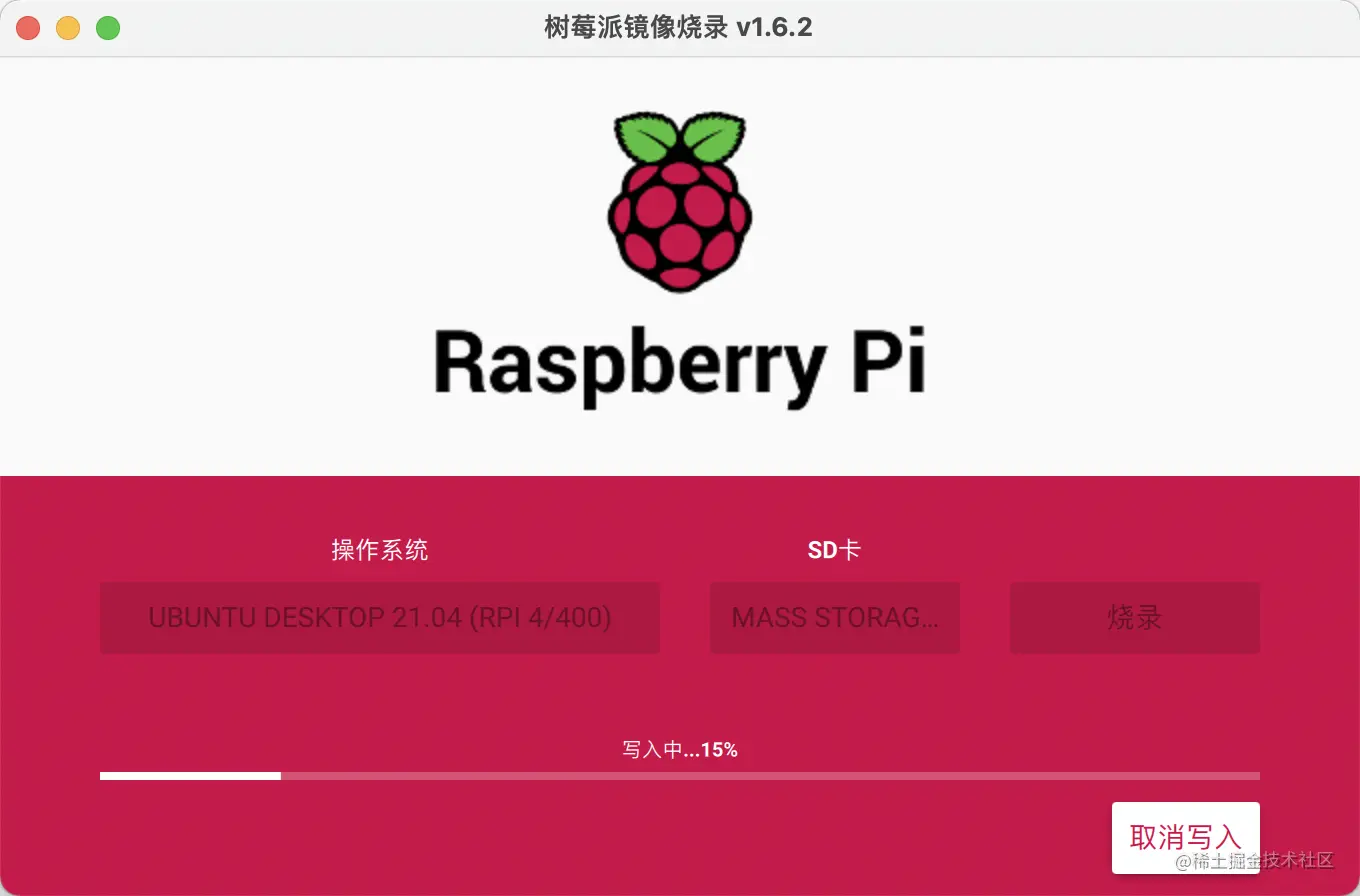 树莓派镜像烧录 v1.6.2
Raspberry Pi
操作系统 SD卡
UBUNTU DESKTOP 21.04 (RPI 4/400) MASS STORAG... 烧录
写入中...15%
取消写入
@稀土掘金技术社区